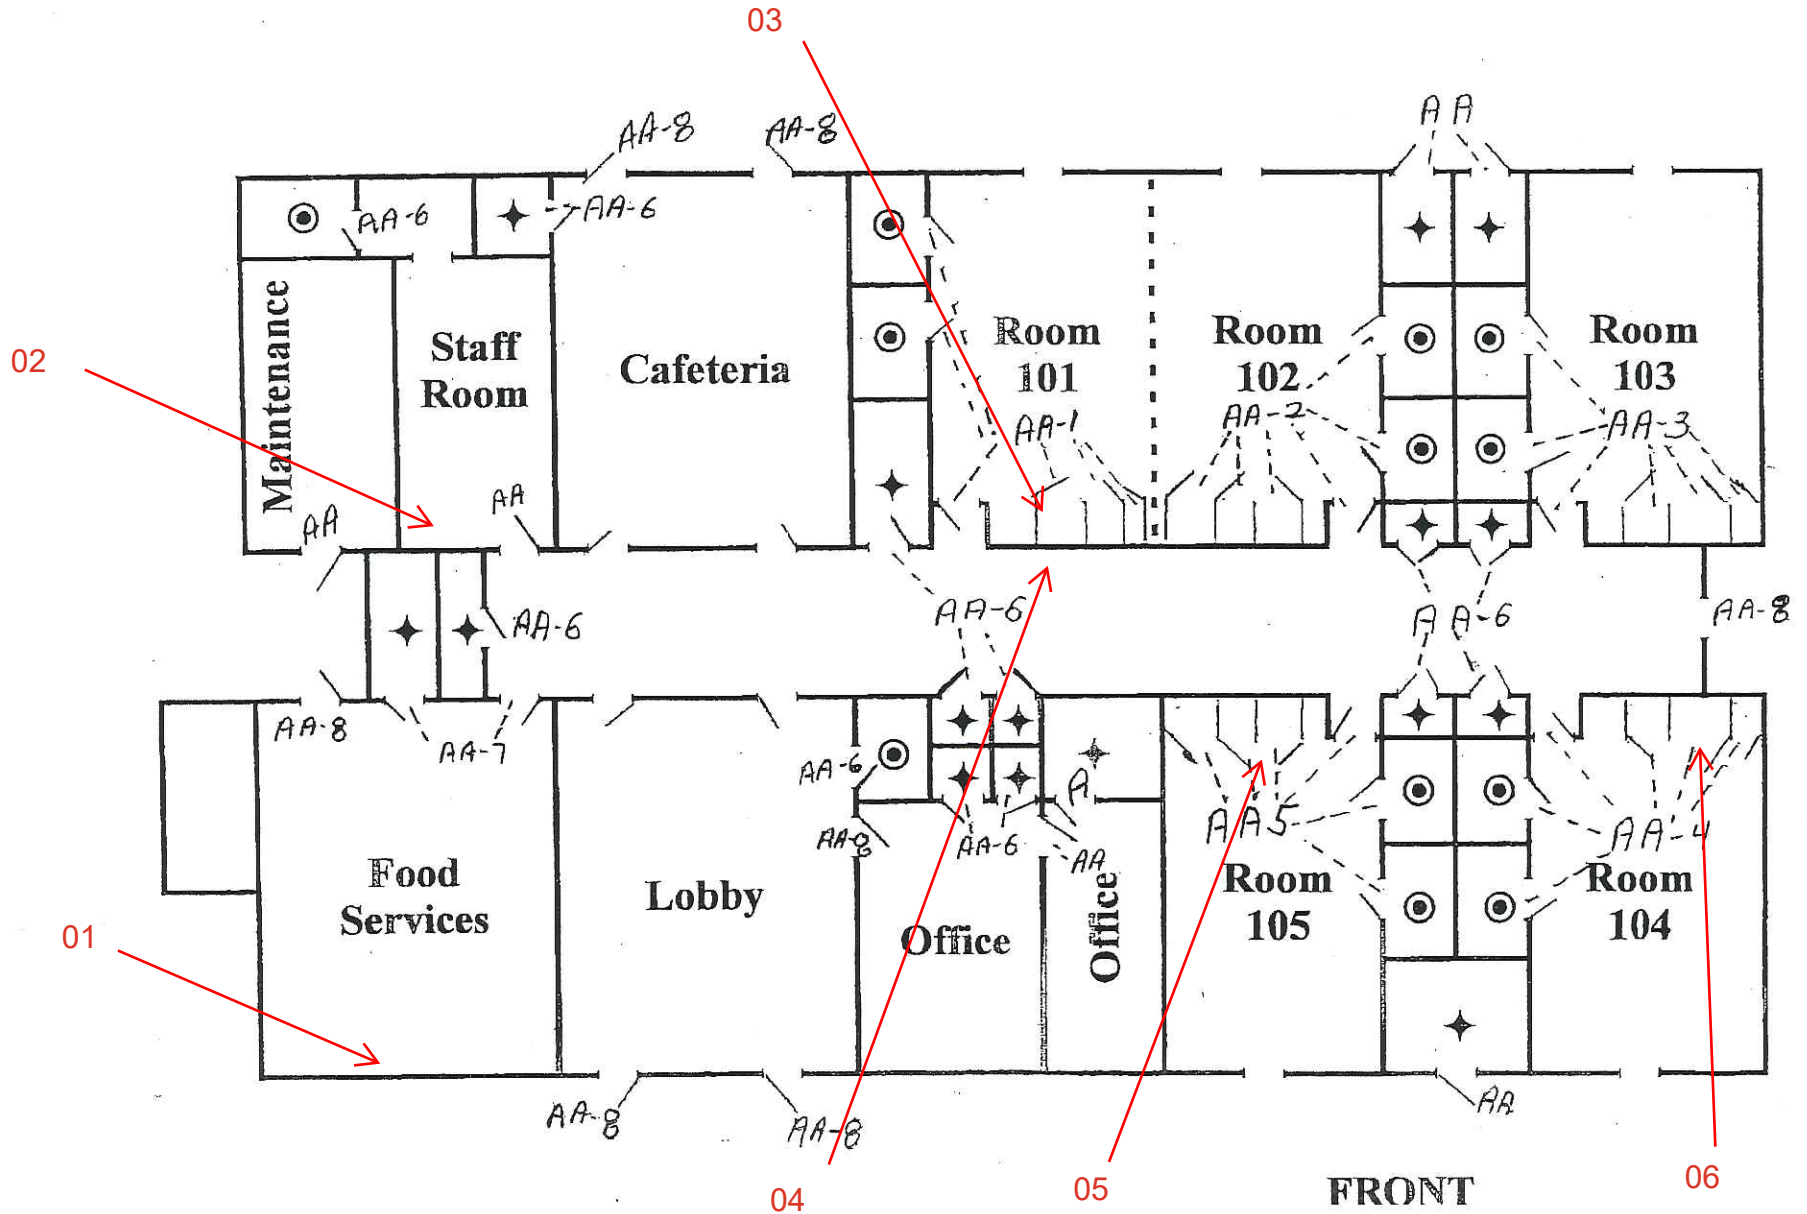 03
AA
AA-8
AA-8
AA-6
AA-6
Maintenance
Staff
Room
Cafeteria
Room
101
Room
102
Room
103
02
AA-1
AA-2
AA-3
AA
AA
AA-6
AA-6
AA-6
AA-8
AA-8
AA-7
AA-6
AA-8
AA-6
A
AA
AA5
AA-4
Food
Services
Lobby
Office
Office
Room
105
Room
104
01
AA-8
AA-8
AA
04
05
06
FRONT